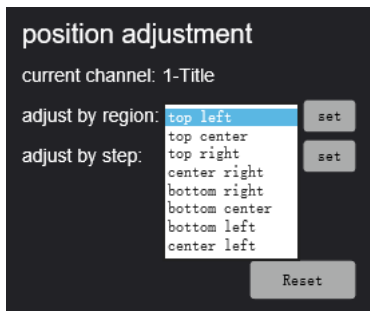 position adjustment
current channel: 1-Title
adjust by region: top left set
top center
adjust by step: top right set
center right
bottom right
bottom center
bottom left
center left
Reset